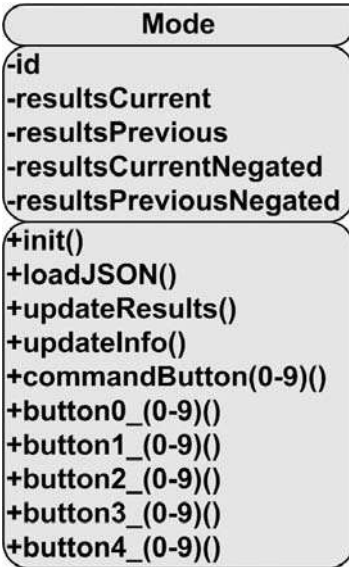 Mode
-id
-resultsCurrent
-resultsPrevious
-resultsCurrentNegated
-resultsPreviousNegated
+init()
+loadJSON()
+updateResults()
+updateInfo()
+commandButton(0-9)()
+button0_(0-9)()
+button1_(0-9)()
+button2_(0-9)()
+button3_(0-9)()
+button4_(0-9)()